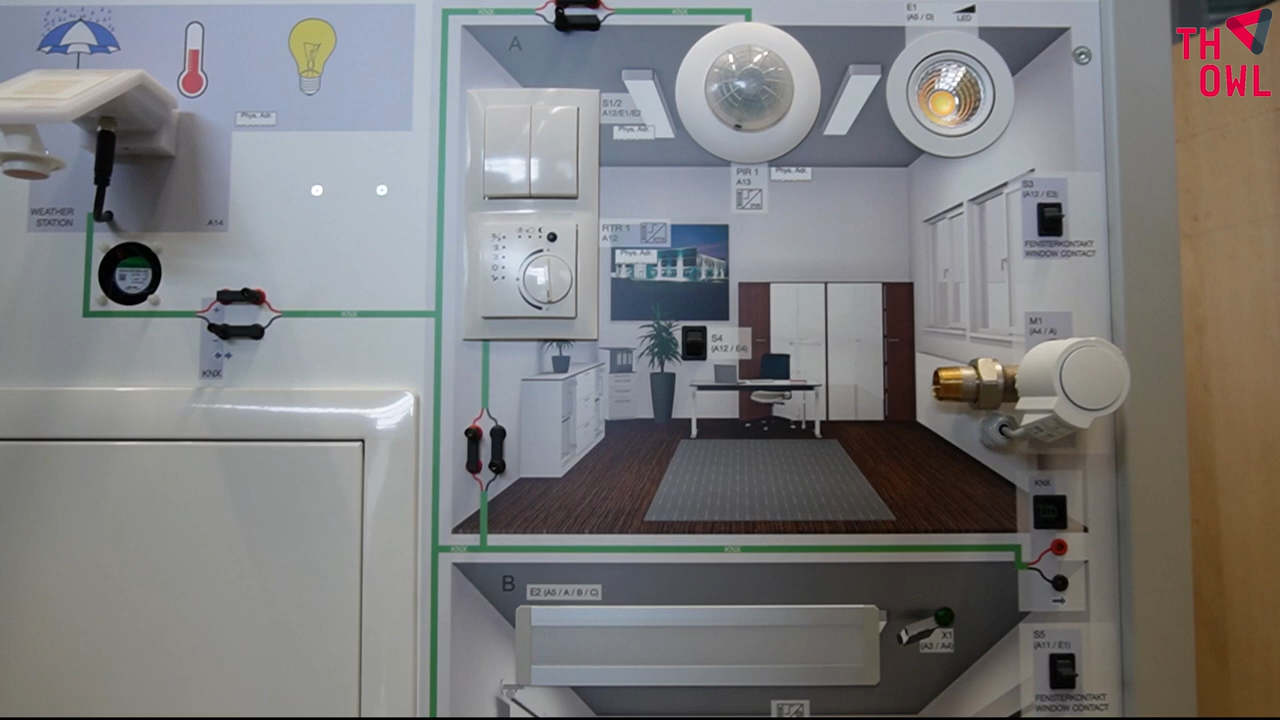 KNX
KNX
E1
(A5 / D)
LED
TH
OWL
A
S1/2
A12/E1/E2
Phys. Adr.
Phys. Adr.
PIR 1
A13
Phys. Adr.
WEATHER
STATION
A14
RTR 1
A12
Phys. Adr.
S3
(A12 / E3)
FENSTERKONTAKT
WINDOW CONTACT
KNX
KNX
S4
(A12 / E4)
M1
(A4 / A)
KNX
KNX
KNX
B
E2 (A5 / A / B / C)
X1
(A3 / A4)
S5
(A11 / E1)
FENSTERKONTAKT
WINDOW CONTACT